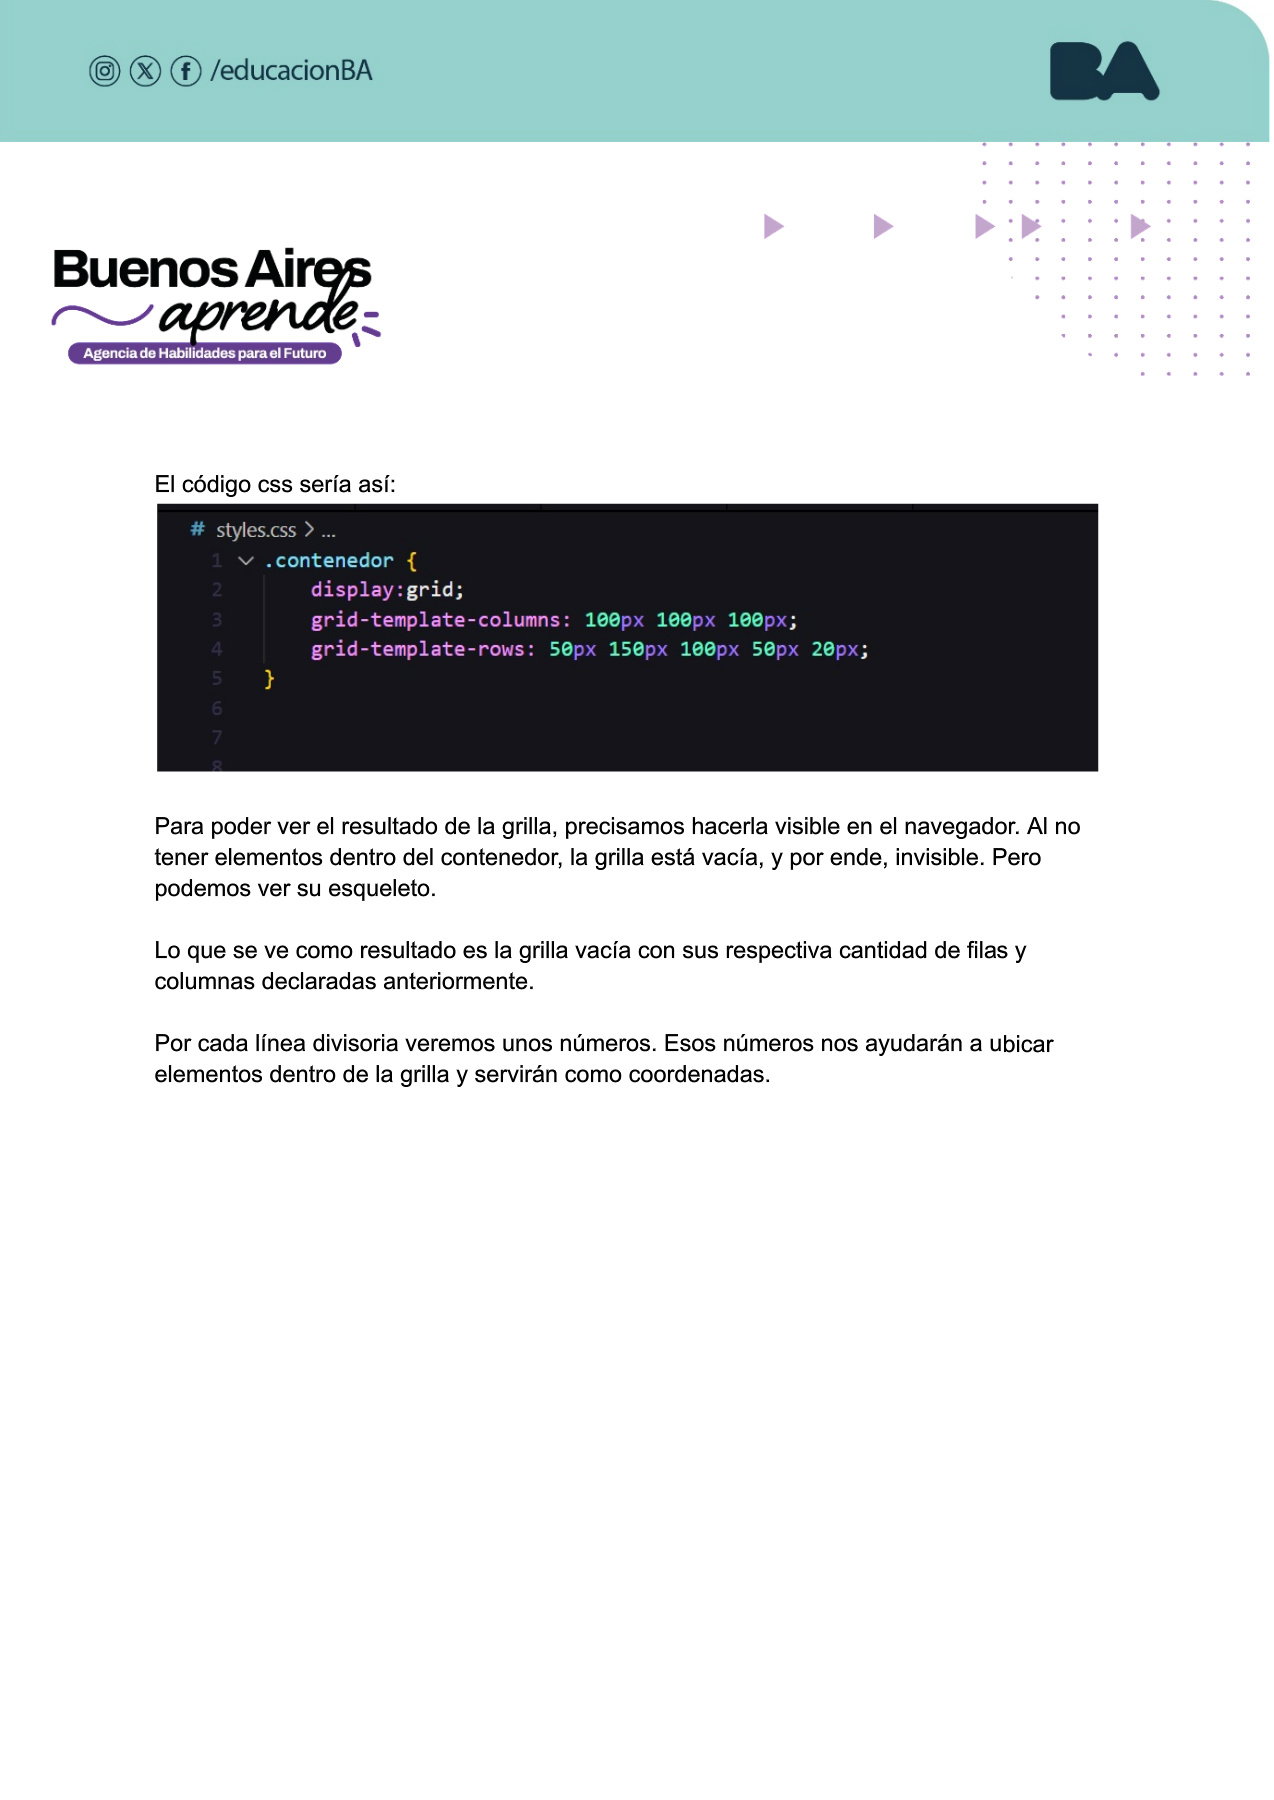 /educacionBA
BA
Buenos Aires
aprende
Agencia de Habilidades para el Futuro
El código css sería así:
# styles.css > ...
1 .contenedor {
2 display:grid;
3 grid-template-columns: 100px 100px 100px;
4 grid-template-rows: 50px 150px 100px 50px 20px;
5 }
6
7
8
Para poder ver el resultado de la grilla, precisamos hacerla visible en el navegador. Al no
tener elementos dentro del contenedor, la grilla está vacía, y por ende, invisible. Pero
podemos ver su esqueleto.
Lo que se ve como resultado es la grilla vacía con sus respectiva cantidad de filas y
columnas declaradas anteriormente.
Por cada línea divisoria veremos unos números. Esos números nos ayudarán a ubicar
elementos dentro de la grilla y servirán como coordenadas.